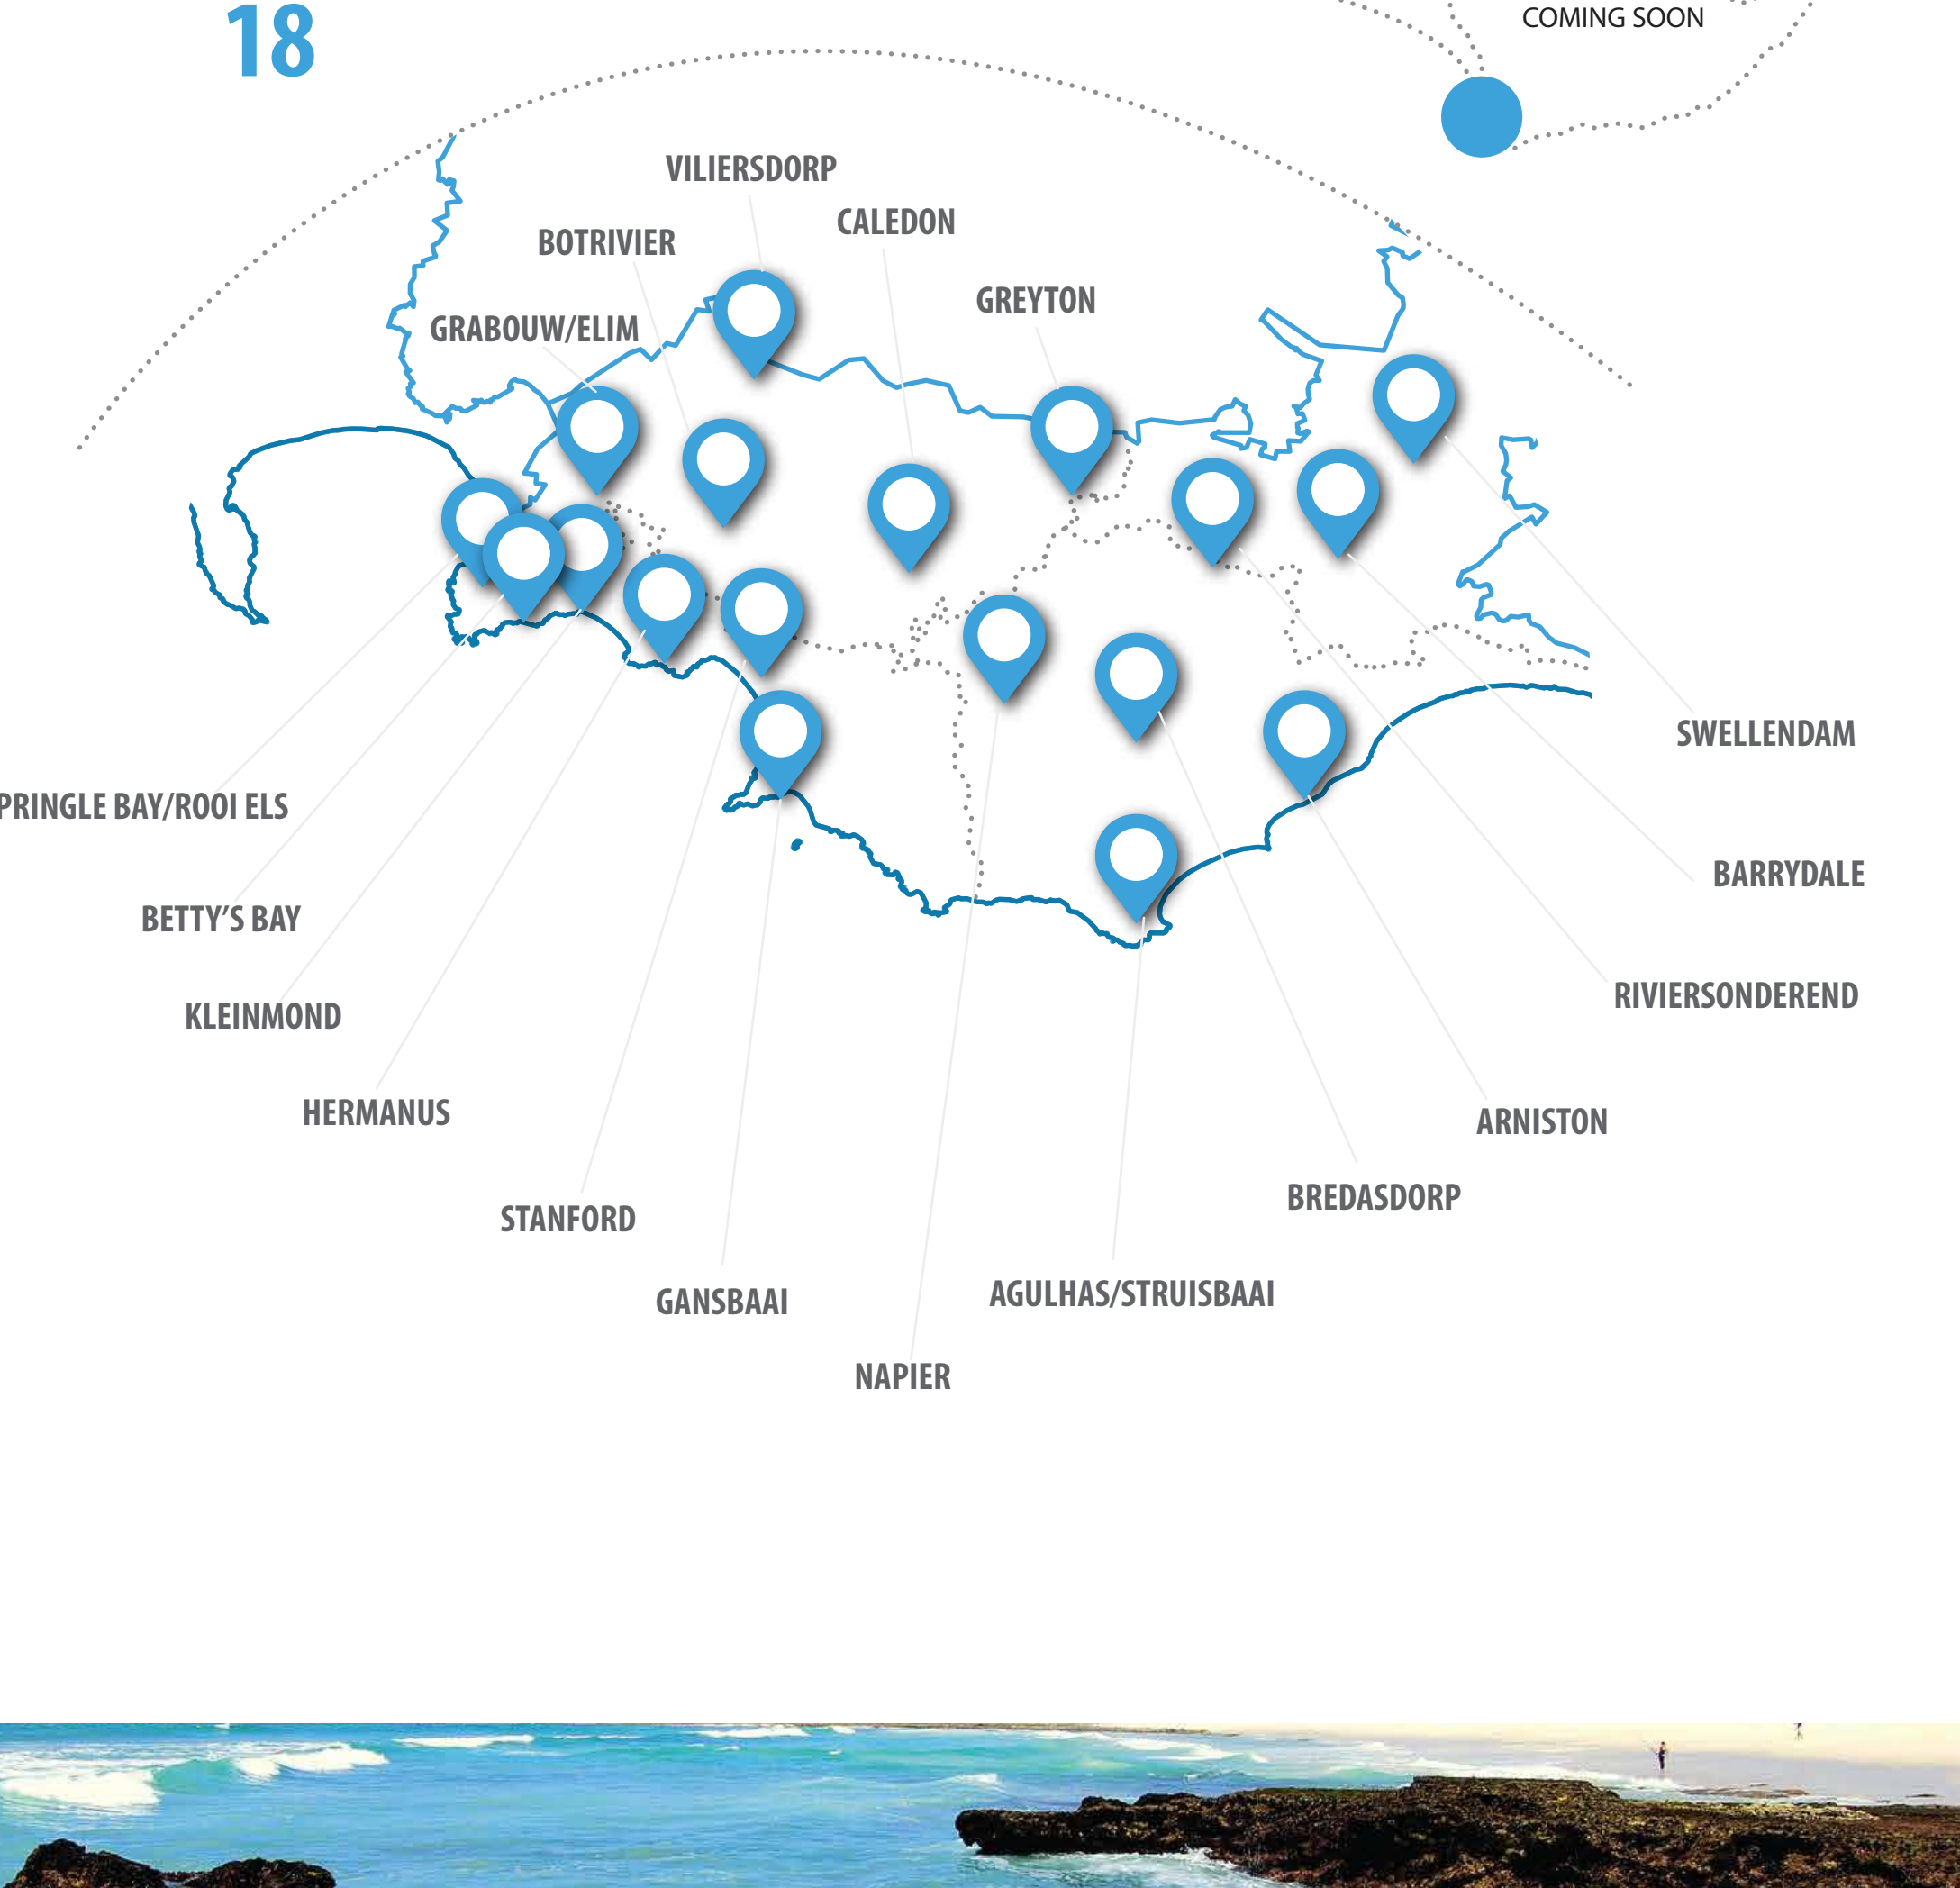 18
COMING SOON
VILIERSDORP
CALEDON
BOTRIVIER
GREYTON
GRABOUW/ELIM
SWELLENDAM
PRINGLE BAY/ROOI ELS
BARRYDALE
BETTY’S BAY
RIVIERSONDEREND
KLEINMOND
HERMANUS
ARNISTON
BREDASDORP
STANFORD
AGULHAS/STRUISBAAI
GANSBAAI
NAPIER